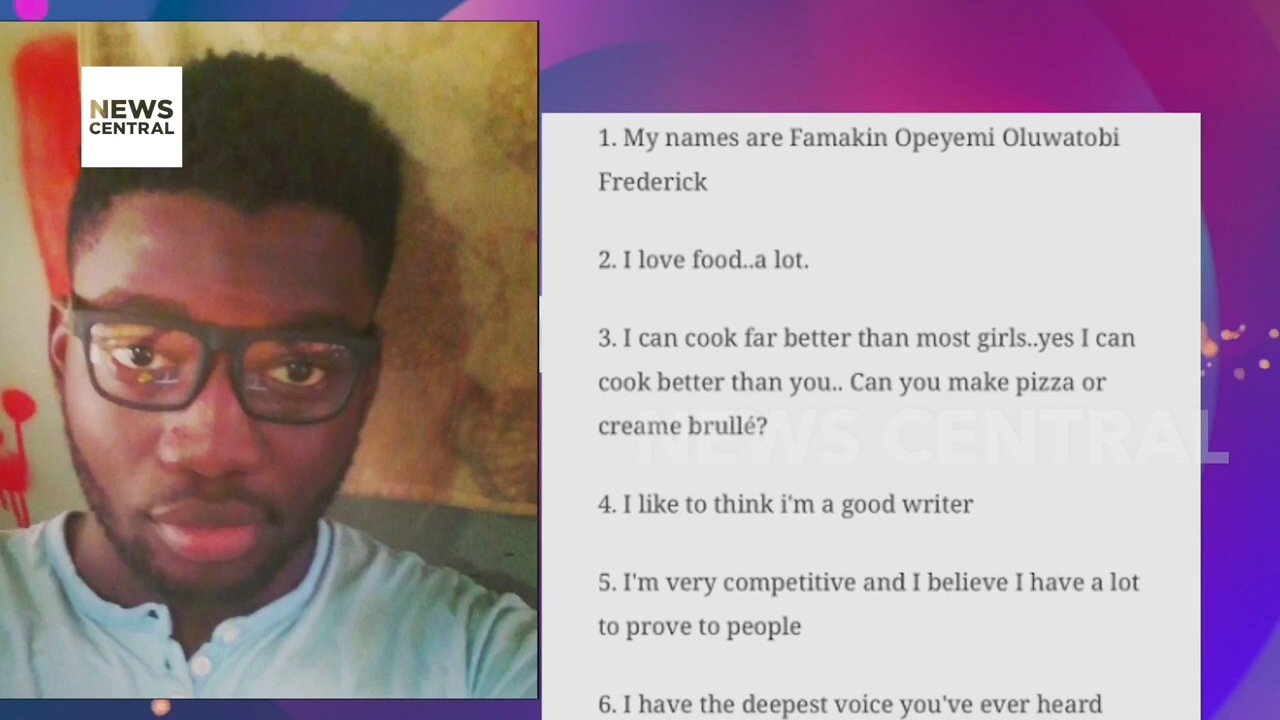 NEWS
CENTRAL
1. My names are Famakin Opeyemi Oluwatobi
Frederick
2. I love food..a lot.
3. I can cook far better than most girls..yes I can
cook better than you.. Can you make pizza or
creame brullé?
NEWS CENTRAL
4. I like to think i'm a good writer
5. I'm very competitive and I believe I have a lot
to prove to people
6. I have the deepest voice you've ever heard